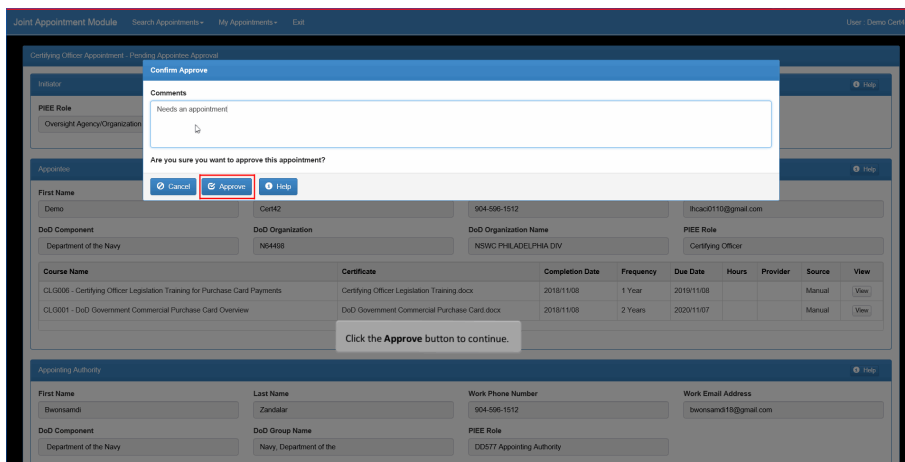 Joint Appointment Module Search Appointments My Appointments Exit User : Demo Cert4
Certifying Officer Appointment - Pending Appointee Approval
Confirm Approve
Initiator Help
Comments
PIEE Role
Needs an appointment
Oversight Agency/Organization
Are you sure you want to approve this appointment?
Appointee Help
Cancel Approve Help
First Name
Demo Cert42 904-596-1512 lhcaci0110@gmail.com
DoD Component DoD Organization DoD Organization Name PIEE Role
Department of the Navy N64498 NSWC PHILADELPHIA DIV Certifying Officer
Course Name Certificate Completion Date Frequency Due Date Hours Provider Source View
CLG006 - Certifying Officer Legislation Training for Purchase Card Payments Certifying Officer Legislation Training.docx 2018/11/08 1 Year 2019/11/08 Manual View
CLG001 - DoD Government Commercial Purchase Card Overview DoD Government Commercial Purchase Card.docx 2018/11/08 2 Years 2020/11/07 Manual View
Click the Approve button to continue.
Appointing Authority Help
First Name Last Name Work Phone Number Work Email Address
Bwonsamdi Zandalar 904-596-1512 bwonsamdi18@gmail.com
DoD Component DoD Group Name PIEE Role
Department of the Navy Navy, Department of the DD577 Appointing Authority